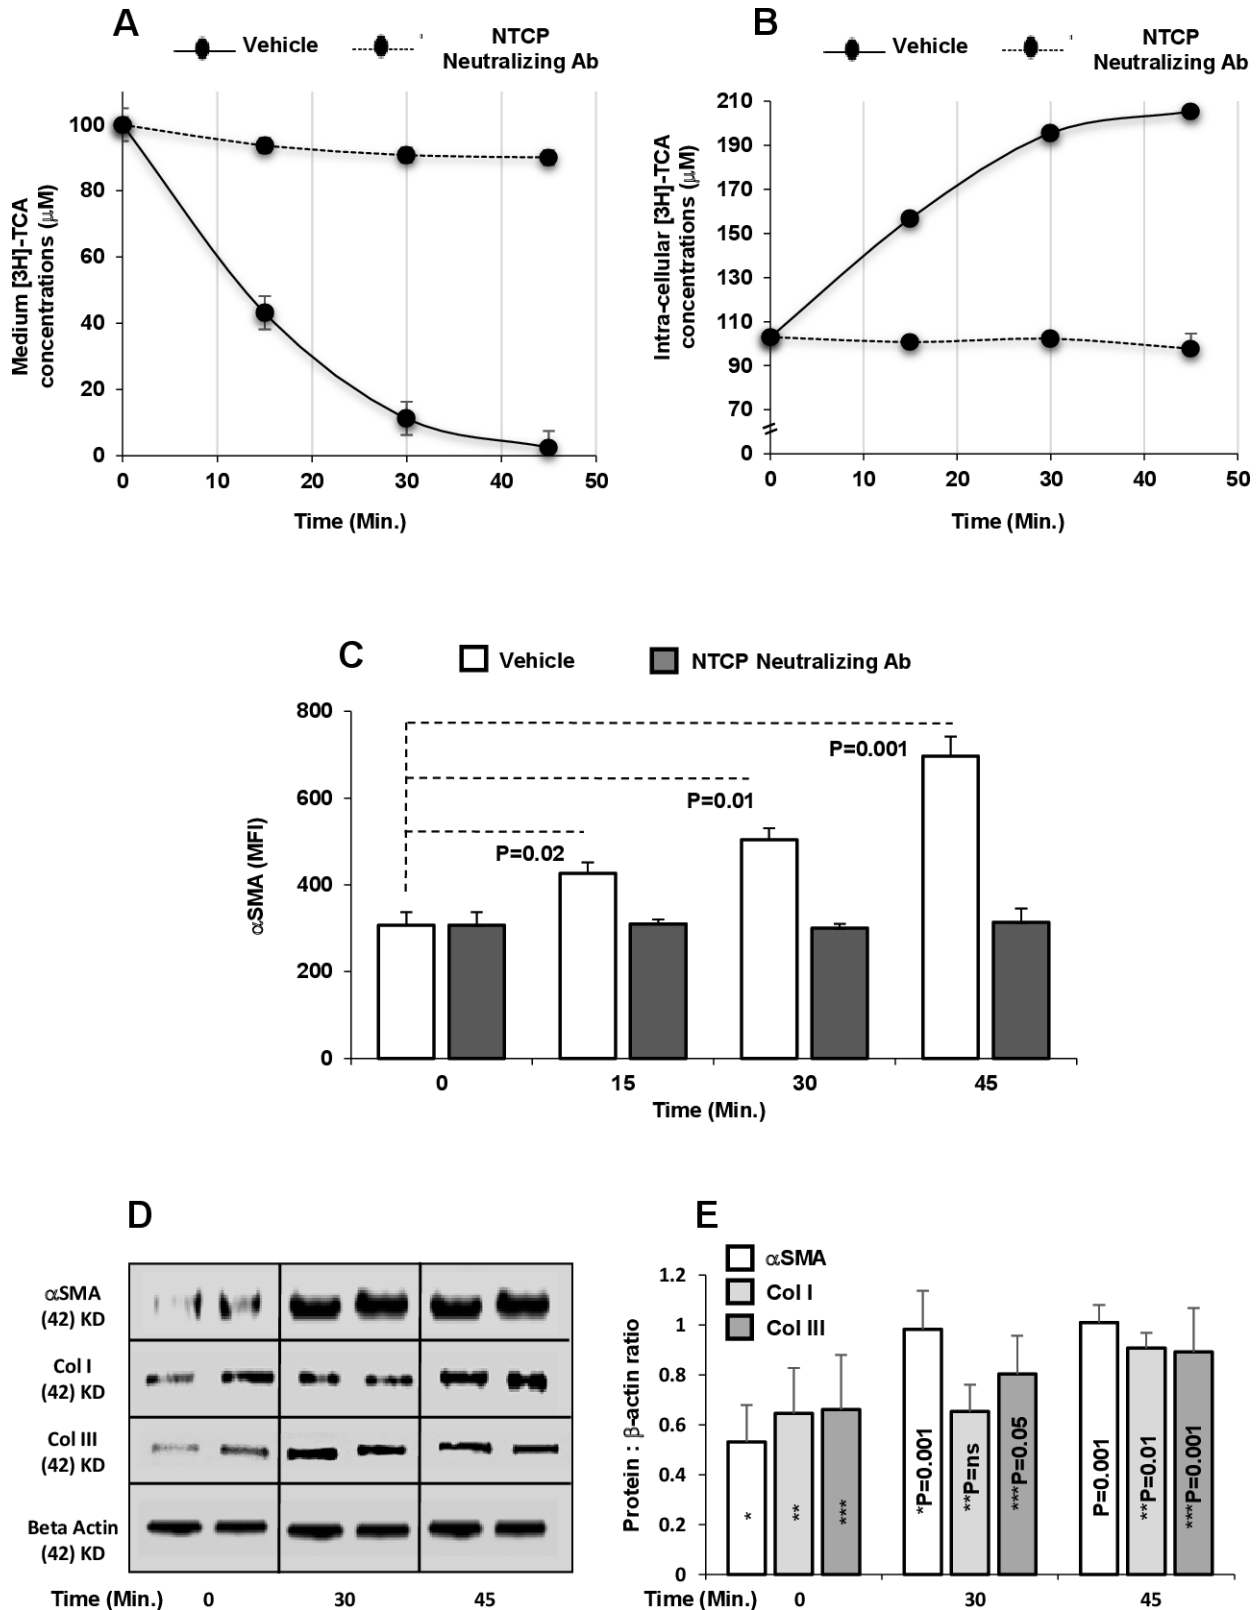 A
Vehicle
NTCP
Neutralizing Ab
Medium [3H]-TCA
concentrations (μM)
100
80
60
40
20
0
0 10 20 30 40 50
Time (Min.)
B
Vehicle
NTCP
Neutralizing Ab
Intra-cellular [3H]-TCA
concentrations (μM)
210
190
170
150
130
110
90
70
0
0 10 20 30 40 50
Time (Min.)
C
Vehicle
NTCP Neutralizing Ab
αSMA (MFI)
800
600
400
200
0
P=0.001
P=0.01
P=0.02
0 15 30 45
Time (Min.)
D
αSMA
(42) KD
Col I
(42) KD
Col III
(42) KD
Beta Actin
(42) KD
Time (Min.) 0 30 45
E
αSMA
Col I
Col III
Protein : β-actin ratio
1.2
1
0.8
0.6
0.4
0.2
0
*
**
***
*P=0.001
**P=ns
***P=0.05
P=0.001
**P=0.01
***P=0.001
Time (Min.) 0 30 45